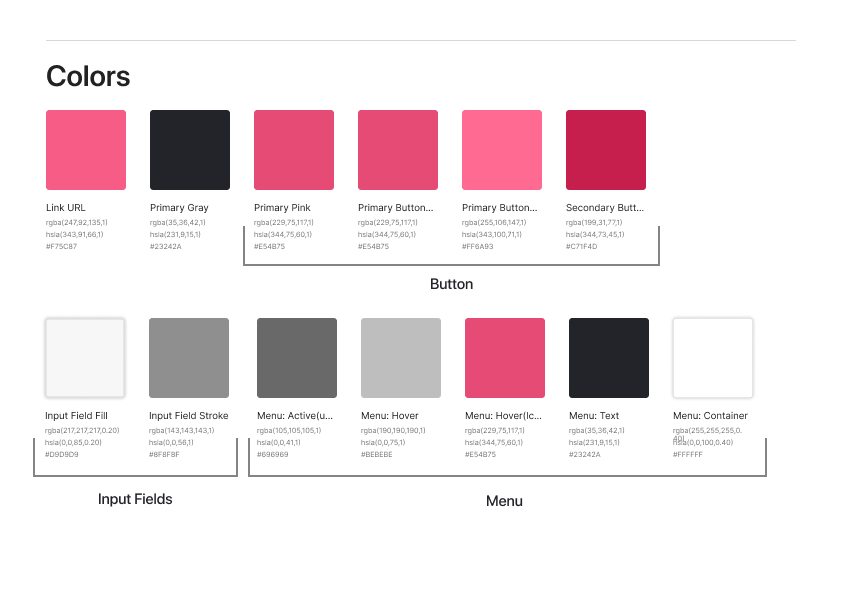 Colors
Link URL
rgba(247,92,135,1)
hsla(343,91,66,1)
#F75C87
Primary Gray
rgba(35,36,42,1)
hsla(231,9,15,1)
#23242A
Primary Pink
rgba(229,75,117,1)
hsla(344,75,60,1)
#E54B75
Primary Button...
rgba(229,75,117,1)
hsla(344,75,60,1)
#E54B75
Primary Button...
rgba(255,106,147,1)
hsla(343,100,71,1)
#FF6A93
Secondary Butt...
rgba(199,31,77,1)
hsla(344,73,45,1)
#C71F4D
Button
Input Field Fill
rgba(217,217,217,0.20)
hsla(0,0,85,0.20)
#D9D9D9
Input Field Stroke
rgba(143,143,143,1)
hsla(0,0,56,1)
#8F8F8F
Menu: Active(u...
rgba(105,105,105,1)
hsla(0,0,41,1)
#696969
Menu: Hover
rgba(190,190,190,1)
hsla(0,0,75,1)
#BEBEBE
Menu: Hover(Ic...
rgba(229,75,117,1)
hsla(344,75,60,1)
#E54B75
Menu: Text
rgba(35,36,42,1)
hsla(231,9,15,1)
#23242A
Menu: Container
rgba(255,255,255,0.
40)
hsla(0,0,100,0.40)
#FFFFFF
Input Fields
Menu